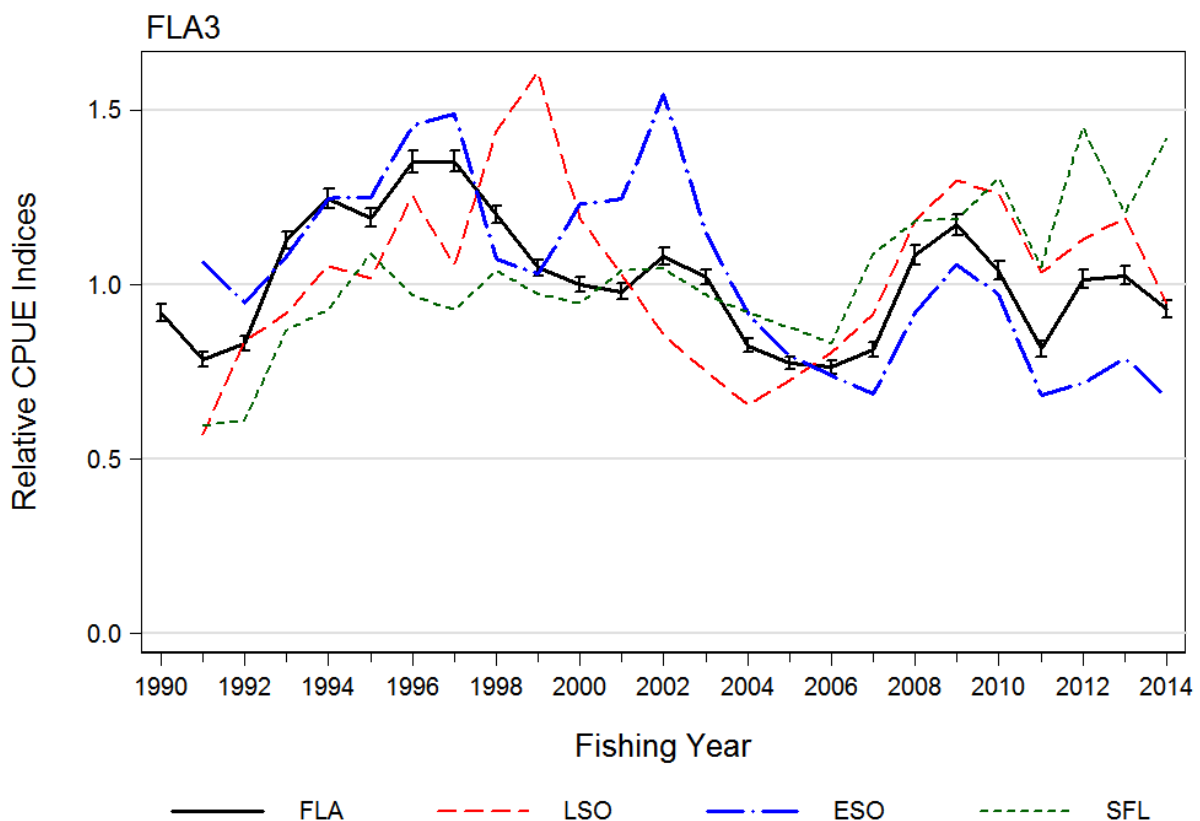 FLA3
Relative CPUE Indices
1.5
1.0
0.5
0.0
1990 1992 1994 1996 1998 2000 2002 2004 2006 2008 2010 2012 2014
Fishing Year
FLA LSO ESO SFL